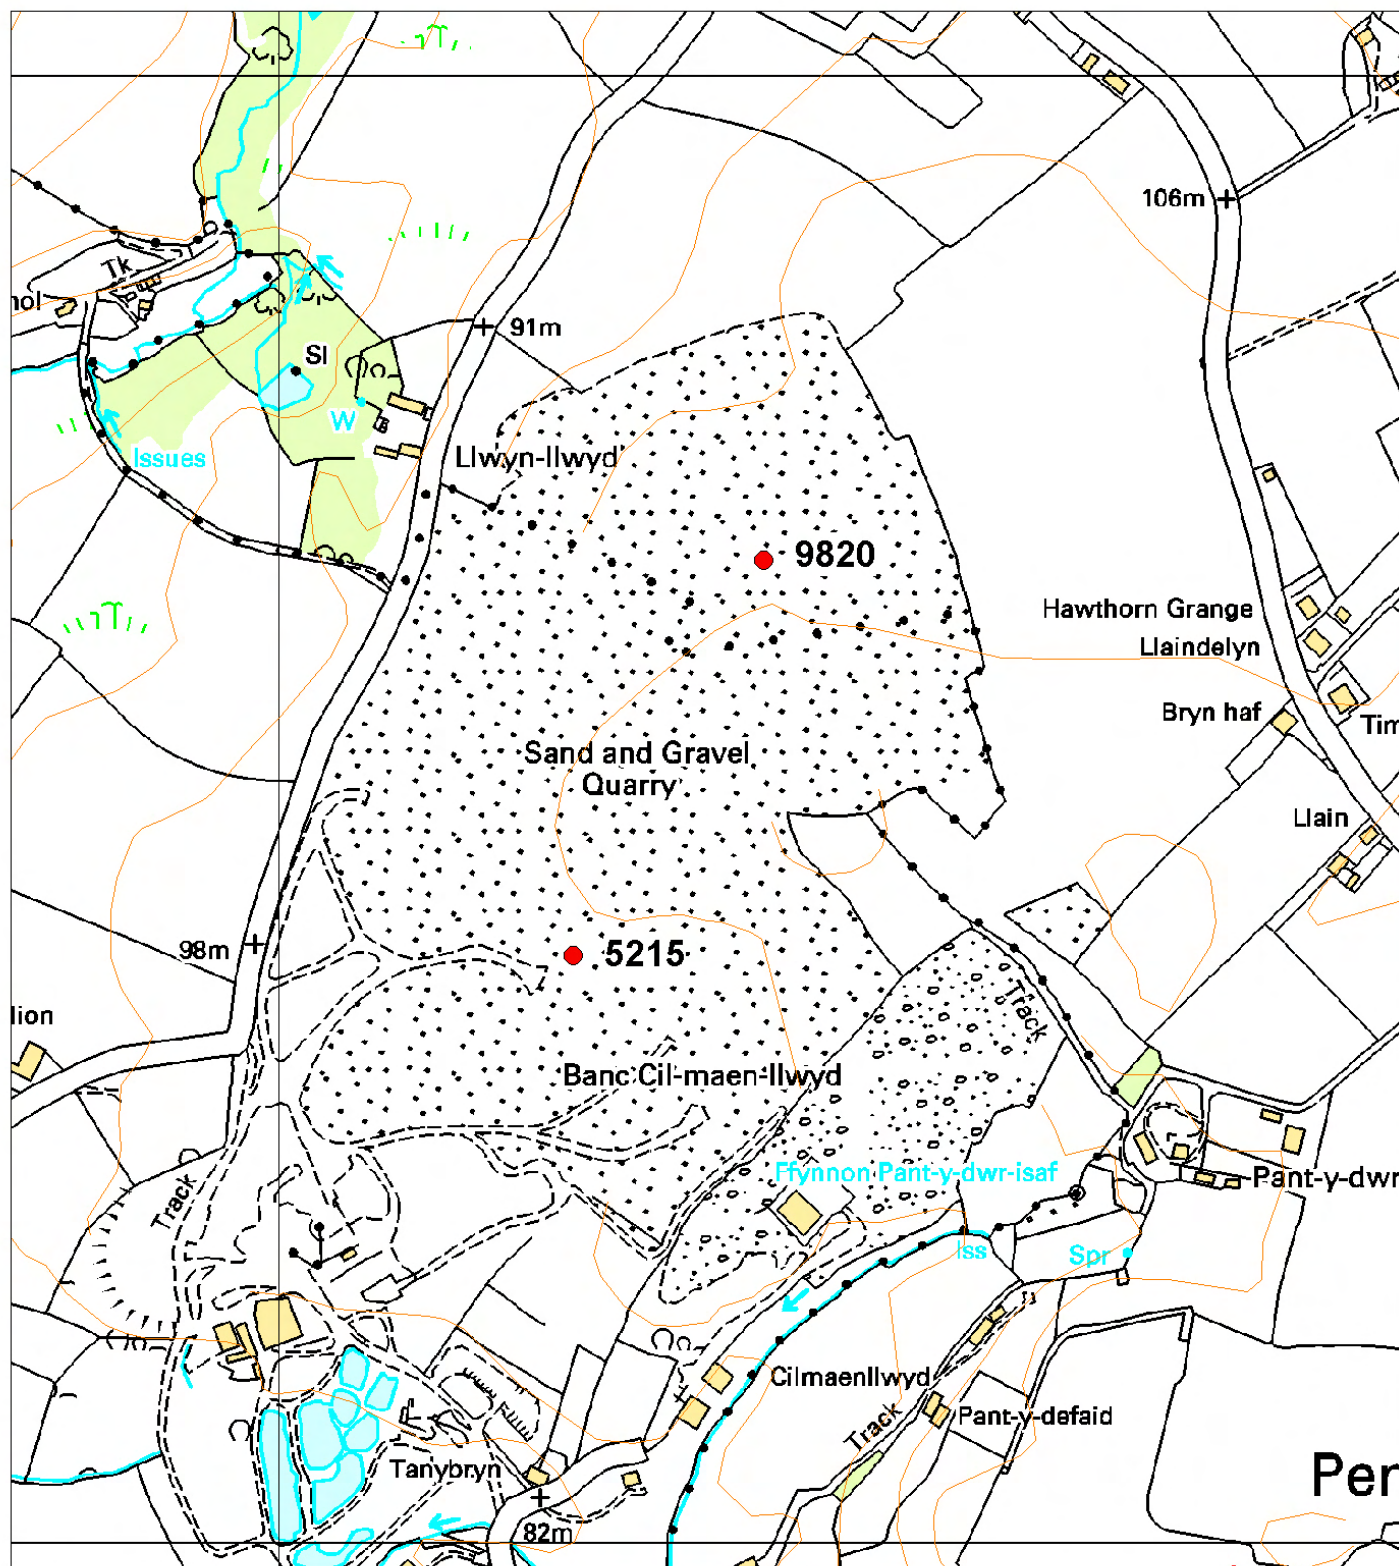 106m
Tk
nol
91m
Sl
W
Issues
Llwyn-llwyd
9820
Hawthorn Grange
Llaindelyn
Bryn haf
Tim
Sand and Gravel
Quarry
Llain
98m
5215
Track
lion
Banc Cil-maen-llwyd
Ffynnon Pant-y-dwr-isaf
Pant-y-dwr
Track
Iss
Spr
Cilmaenllwyd
Pant-y-defaid
Track
Tanybryn
Per
82m